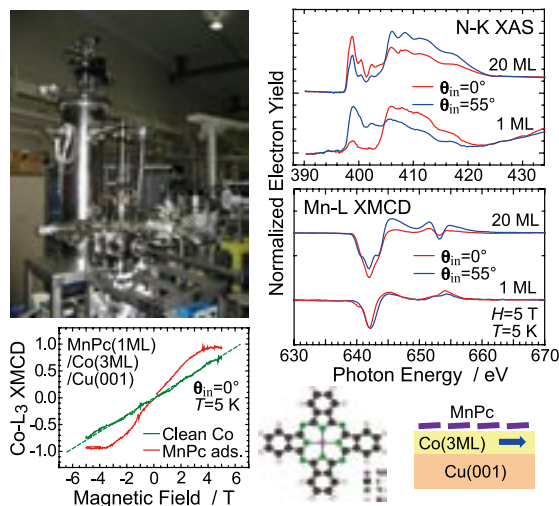 N-K XAS
20 ML
θin=0°
θin=55°
1 ML
390 400 410 420 430
Normalized Electron Yield
Mn-L XMCD
20 ML
θin=0°
θin=55°
1 ML
H=5 T
T=5 K
630 640 650 660 670
Photon Energy / eV
Co-L3 XMCD
1.0
0.5
0.0
-0.5
-1.0
MnPc(1ML)
/Co(3ML)
/Cu(001)
θin=0°
T=5 K
Clean Co
MnPc ads.
-6 -4 -2 0 2 4 6
Magnetic Field / T
MnPc
Co(3ML)
Cu(001)